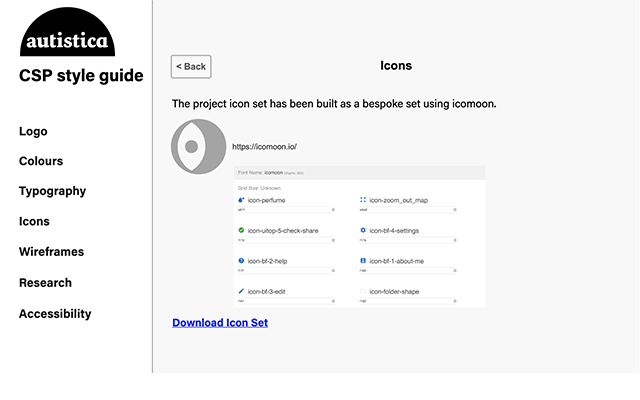 autistica
CSP style guide
Logo
Colours
Typography
Icons
Wireframes
Research
Accessibility
< Back
Icons
The project icon set has been built as a bespoke set using icomoon.
https://icomoon.io/
Font Name: icomoon
Grid Size: Unknown
icon-perfume
icon-zoom_out_map
icon-uitop-5-check-share
icon-bf-4-settings
icon-bf-2-help
icon-bf-1-about-me
icon-bf-3-edit
icon-folder-shape
Download Icon Set